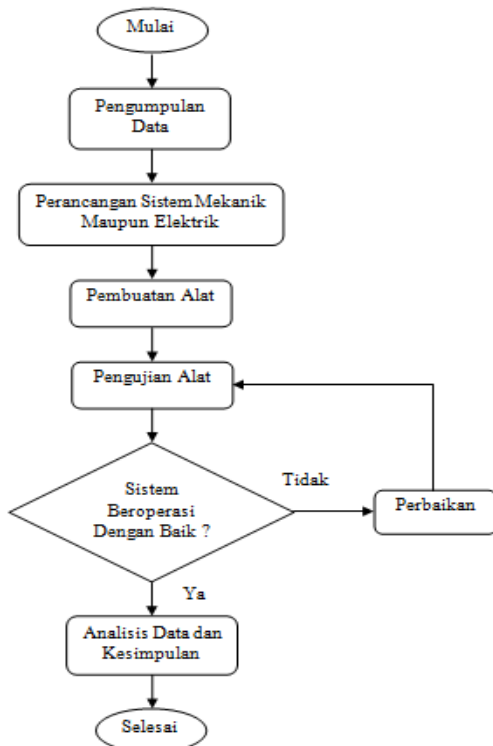 Mulai
Pengumpulan
Data
Perancangan Sistem Mekanik
Maupun Elektrik
Pembuatan Alat
Pengujian Alat
Sistem
Beroperasi
Dengan Baik ?
Tidak
Perbaikan
Ya
Analisis Data dan
Kesimpulan
Selesai